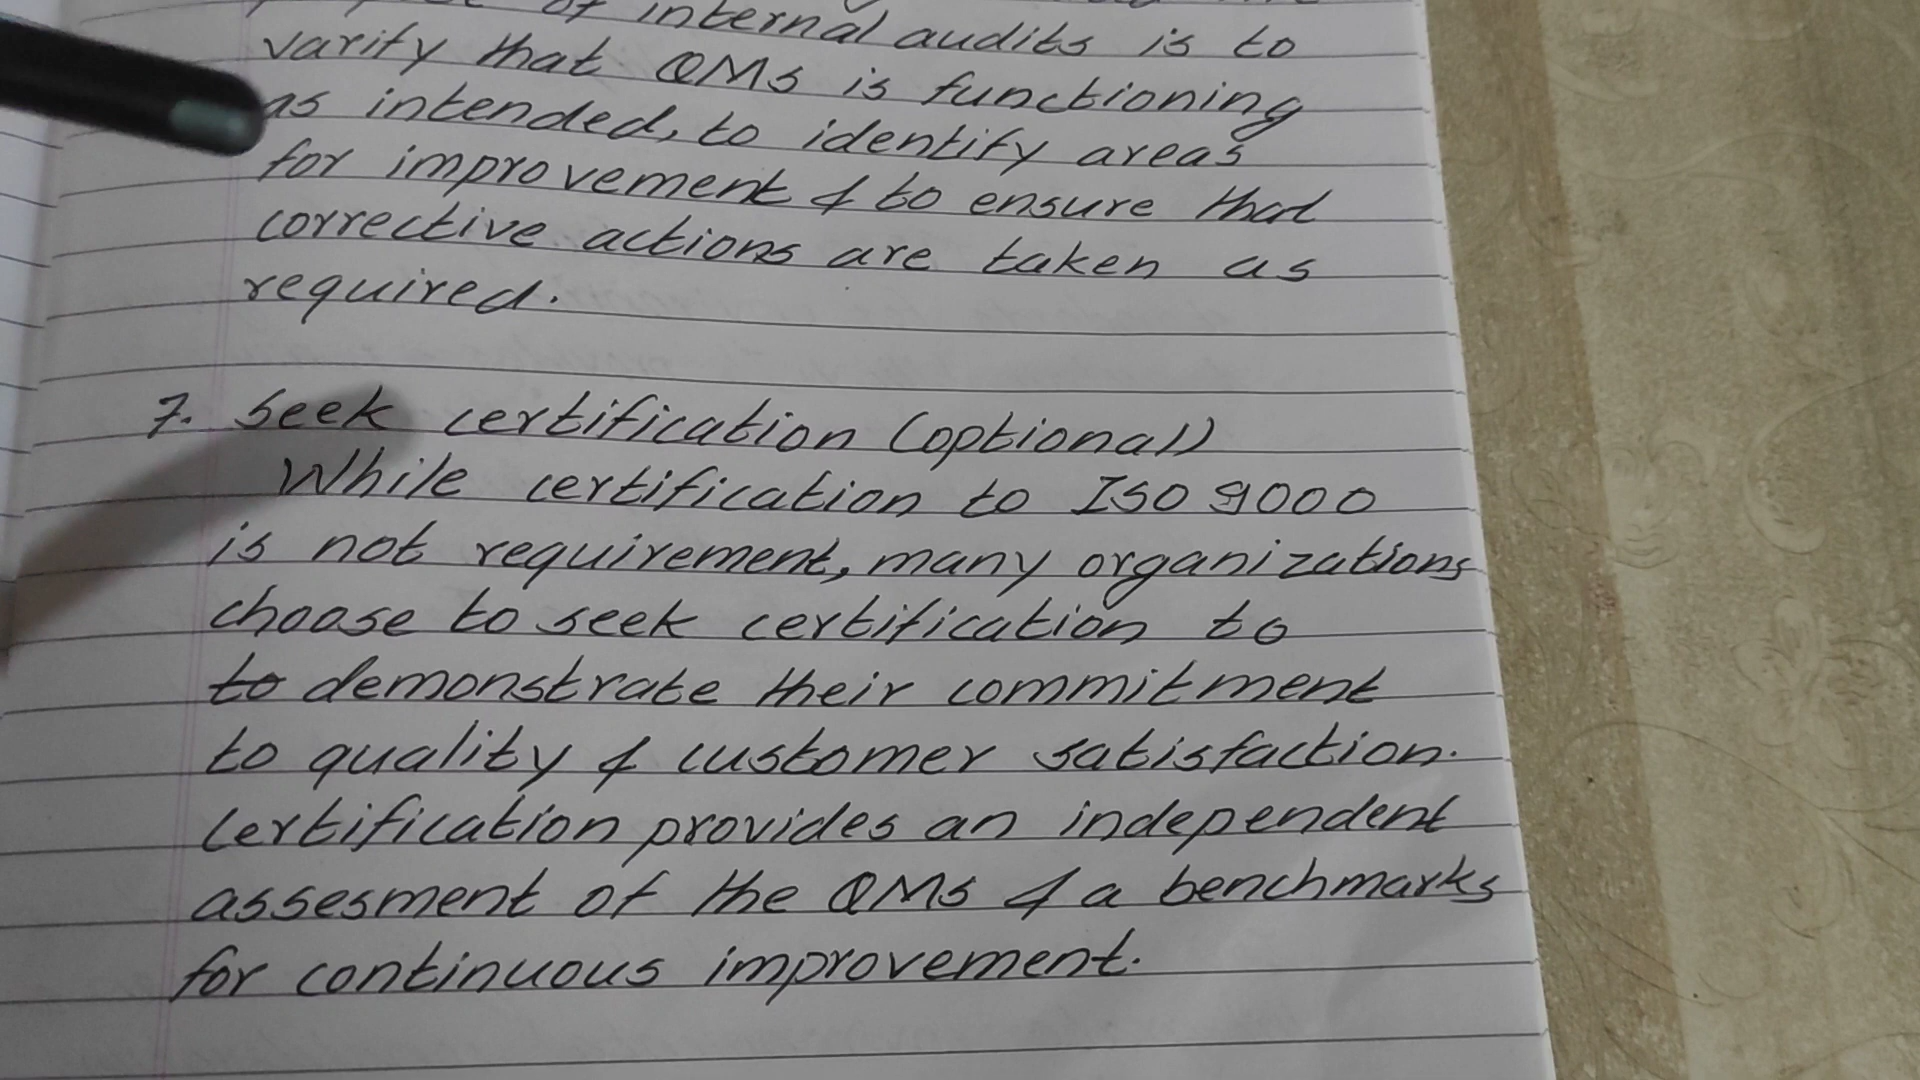 of internal audits is to
varify that QMS is functioning
as intended, to identify areas
for improvement & to ensure that
corrective actions are taken as
required.
7. Seek certification (optional)
While certification to ISO 9000
is not requirement, many organizations
choose to seek certification to
to demonstrate their commitment
to quality & customer satisfaction.
Certification provides an independent
assesment of the QMS & a benchmarks
for continuous improvement.